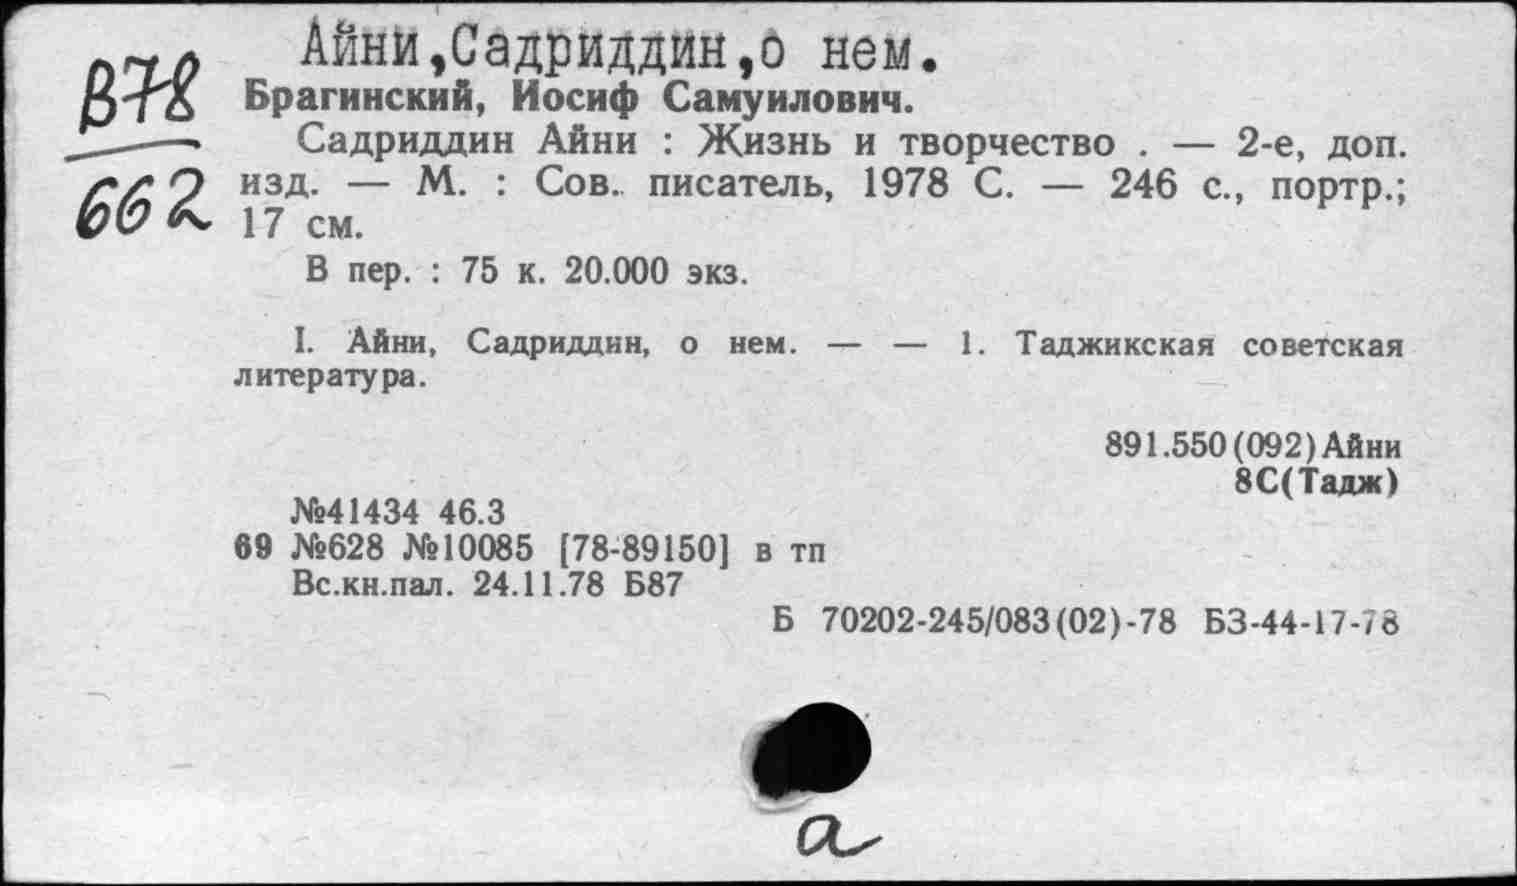 Айни,Садриддин,о нем.
В78
662
Брагинский, Иосиф Самуилович.
Садриддин Айни : Жизнь и творчество . — 2-е, доп.
изд. — М. : Сов. писатель, 1978 С. — 246 с., портр.;
17 см.
В пер. : 75 к. 20.000 экз.
I. Айни, Садриддин, о нем. — — 1. Таджикская советская
литература.
891.550(092)Айни
8С(Тадж)
№41434 46.3
69 №628 №10085 [78-89150] в тп
Вс.кн.пал. 24.11.78 Б87
Б 70202-245/083(02)-78 БЗ-44-17-78
а